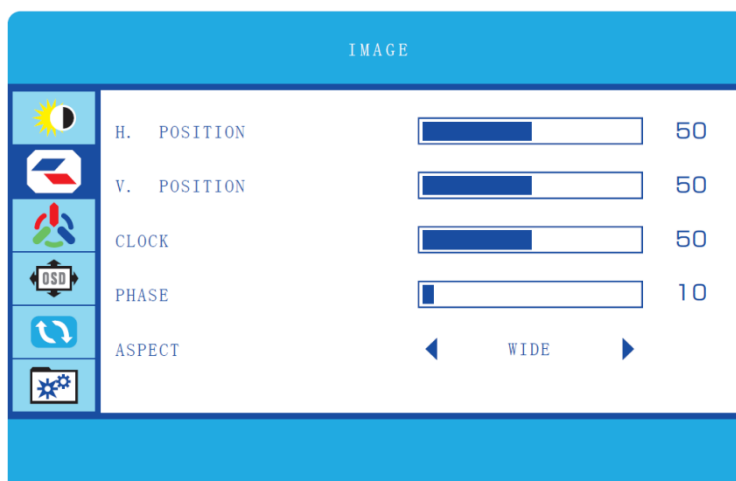 IMAGE
H. POSITION 50
V. POSITION 50
CLOCK 50
OSD
PHASE 10
ASPECT WIDE